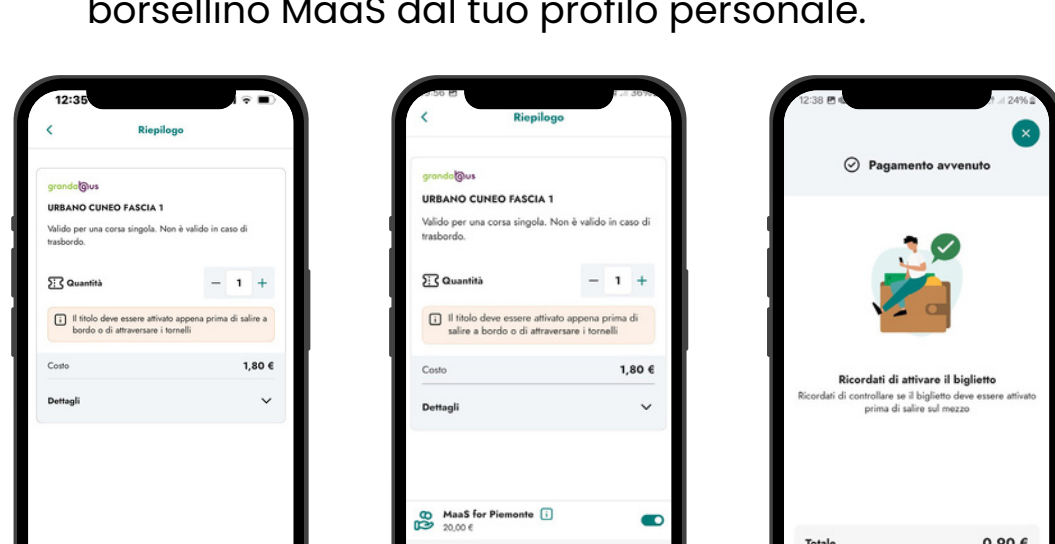 borsellino MaaS dal tuo profilo personale.
12:35
Riepilogo
grandabus
URBANO CUNEO FASCIA 1
Valido per una corsa singola. Non è valido in caso di
trasbordo.
Quantità
− 1 +
Il titolo deve essere attivato appena prima di salire a
bordo o di attraversare i tornelli
Costo 1,80 €
Dettagli
Riepilogo
grandabus
URBANO CUNEO FASCIA 1
Valido per una corsa singola. Non è valido in caso di
trasbordo.
Quantità
− 1 +
Il titolo deve essere attivato appena prima di
salire a bordo o di attraversare i tornelli
Costo 1,80 €
Dettagli
MaaS for Piemonte
20,00 €
12:38 24%
Pagamento avvenuto
Ricordati di attivare il biglietto
Ricordati di controllare se il biglietto deve essere attivato
prima di salire sul mezzo
Totale 0,90 €